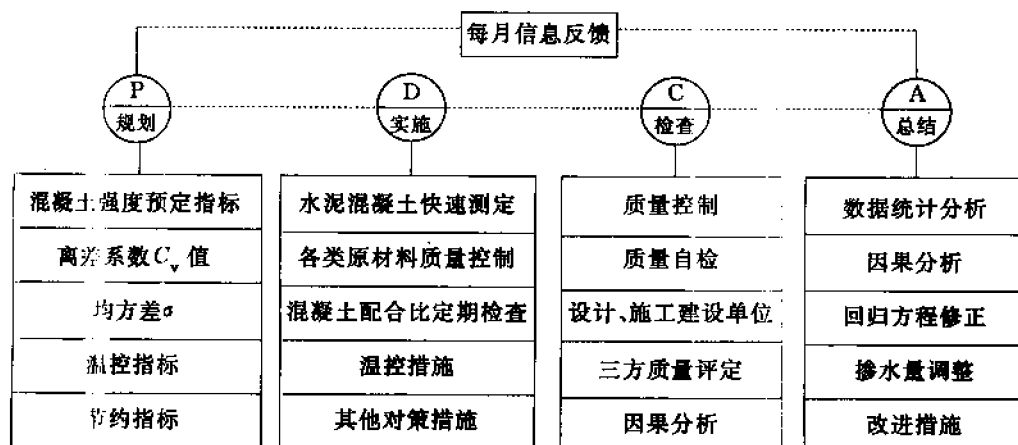 每月信息反馈
P
规划
D
实施
C
检查
A
总结
混凝土强度预定指标
离差系数Cv值
均方差σ
温控指标
节约指标
水泥混凝土快速测定
各类原材料质量控制
混凝土配合比定期检查
温控措施
其他对策措施
质量控制
质量自检
设计、施工建设单位
三方质量评定
因果分析
数据统计分析
因果分析
回归方程修正
掺水量调整
改进措施